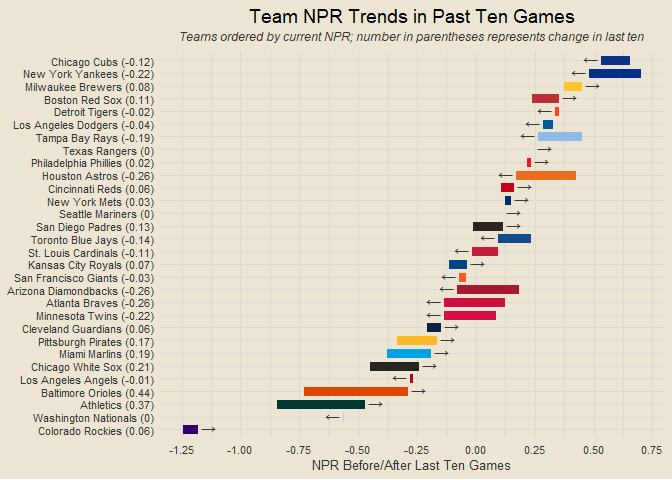 Team NPR Trends in Past Ten Games
Teams ordered by current NPR; number in parentheses represents change in last ten
Chicago Cubs (-0.12)
New York Yankees (-0.22)
Milwaukee Brewers (0.08)
Boston Red Sox (0.11)
Detroit Tigers (-0.02)
Los Angeles Dodgers (-0.04)
Tampa Bay Rays (-0.19)
Texas Rangers (0)
Philadelphia Phillies (0.02)
Houston Astros (-0.26)
Cincinnati Reds (0.06)
New York Mets (0.03)
Seattle Mariners (0)
San Diego Padres (0.13)
Toronto Blue Jays (-0.14)
St. Louis Cardinals (-0.11)
Kansas City Royals (0.07)
San Francisco Giants (-0.03)
Arizona Diamondbacks (-0.26)
Atlanta Braves (-0.26)
Minnesota Twins (-0.22)
Cleveland Guardians (0.06)
Pittsburgh Pirates (0.17)
Miami Marlins (0.19)
Chicago White Sox (0.21)
Los Angeles Angels (-0.01)
Baltimore Orioles (0.44)
Athletics (0.37)
Washington Nationals (0)
Colorado Rockies (0.06)
-1.25 -1.00 -0.75 -0.50 -0.25 0.00 0.25 0.50 0.75
NPR Before/After Last Ten Games